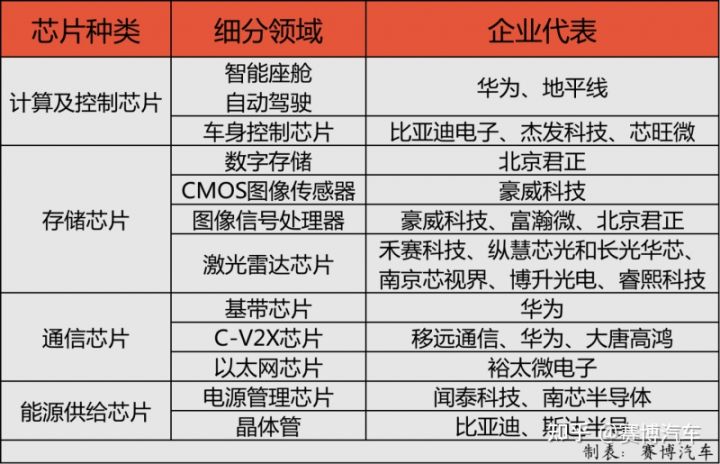 芯片种类 细分领域 企业代表
计算及控制芯片
智能座舱
自动驾驶
华为、地平线
车身控制芯片 比亚迪电子、杰发科技、芯旺微
存储芯片
数字存储 北京君正
CMOS图像传感器 豪威科技
图像信号处理器 豪威科技、富瀚微、北京君正
激光雷达芯片
禾赛科技、纵慧芯光和长光华芯、
南京芯视界、博升光电、睿熙科技
通信芯片
基带芯片 华为
C-V2X芯片 移远通信、华为、大唐高鸿
以太网芯片 裕太微电子
能源供给芯片
电源管理芯片 闻泰科技、南芯半导体
晶体管 比亚迪、斯达半导
知乎 @赛博汽车
制表：赛博汽车